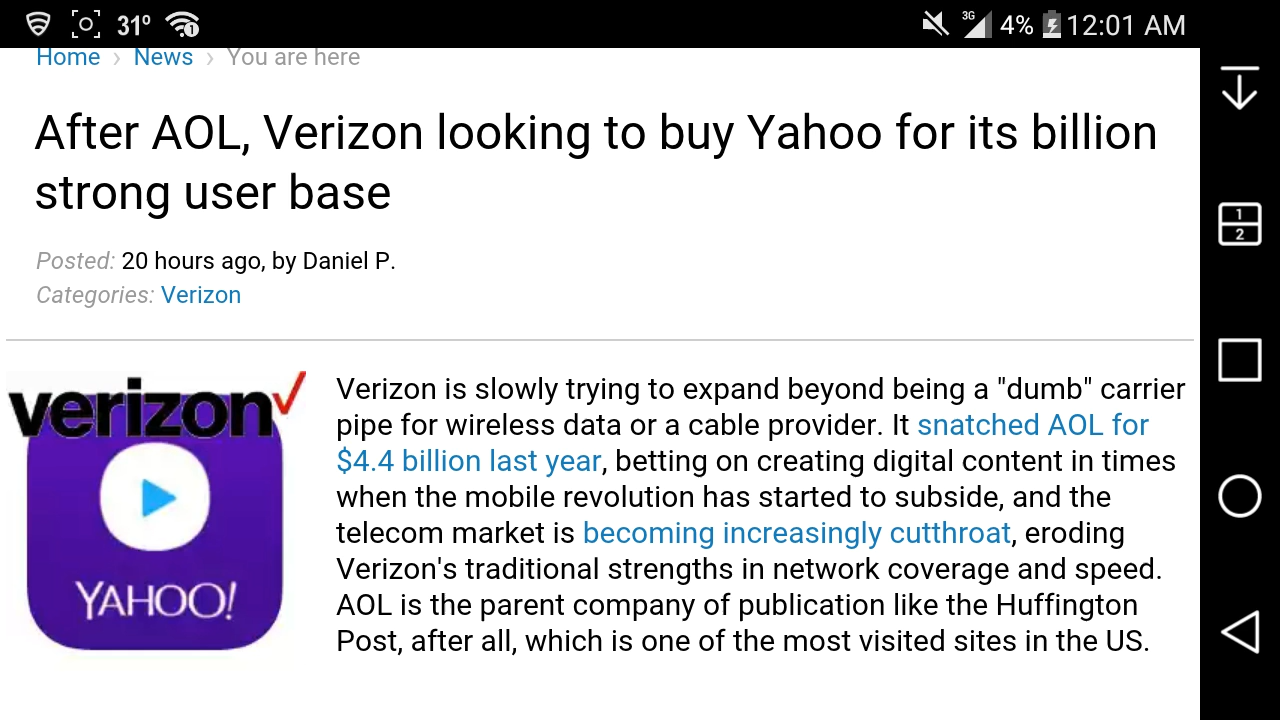 31º
1
3G
4%
12:01 AM
Home › News › You are here
After AOL, Verizon looking to buy Yahoo for its billion
strong user base
Posted: 20 hours ago, by Daniel P.
Categories: Verizon
verizon
YAHOO!
Verizon is slowly trying to expand beyond being a "dumb" carrier
pipe for wireless data or a cable provider. It snatched AOL for
$4.4 billion last year, betting on creating digital content in times
when the mobile revolution has started to subside, and the
telecom market is becoming increasingly cutthroat, eroding
Verizon's traditional strengths in network coverage and speed.
AOL is the parent company of publication like the Huffington
Post, after all, which is one of the most visited sites in the US.
1
2